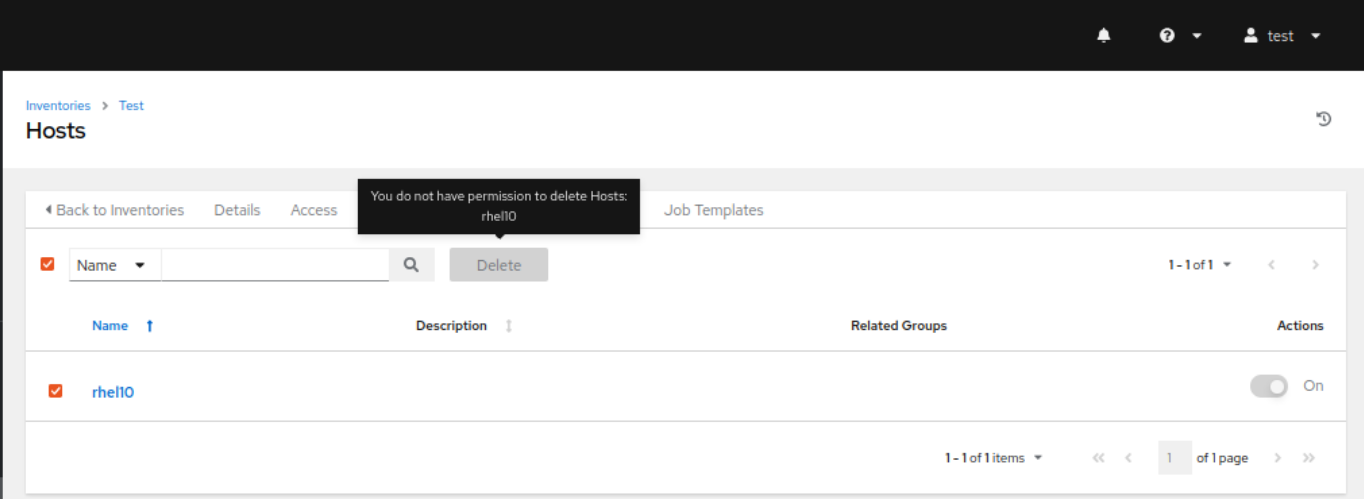 test
Inventories > Test
Hosts
Back to Inventories Details Access Job Templates
You do not have permission to delete Hosts:
rhel10
Name Delete 1 - 1 of 1
Name Description Related Groups Actions
rhel10 On
1 - 1 of 1 items 1 of 1 page